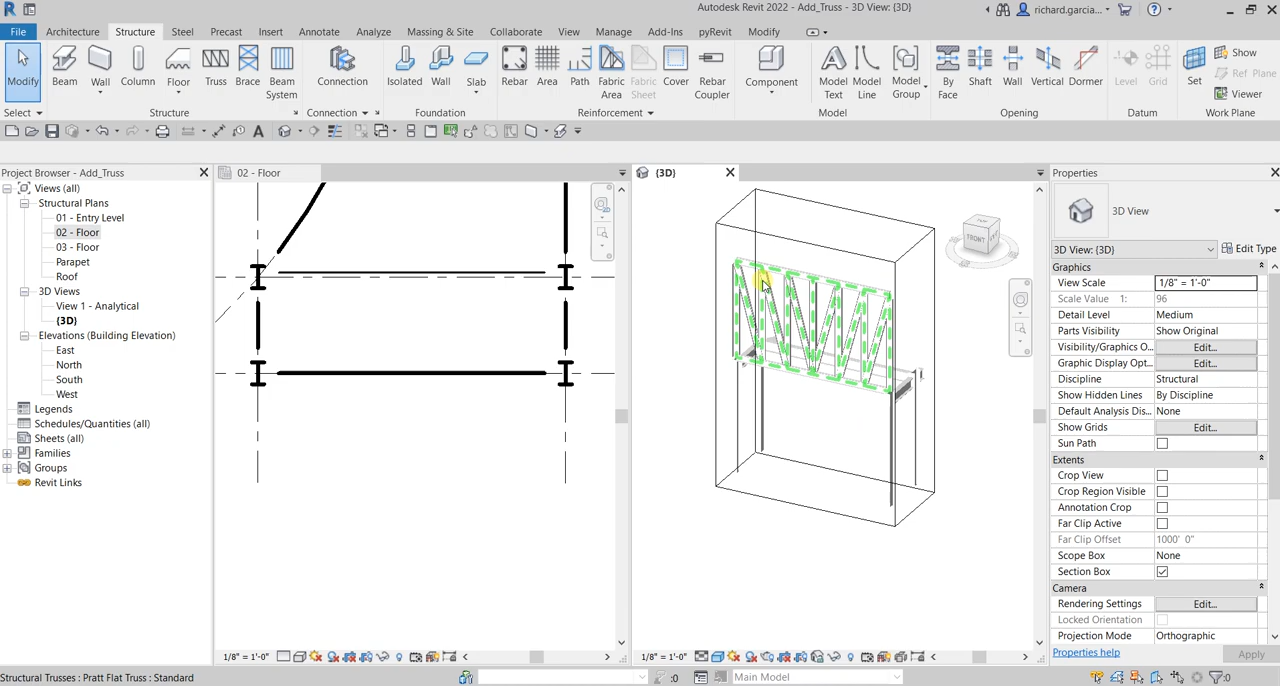 Autodesk Revit 2022 - Add_Truss - 3D View: {3D}
richard.garcia...
File Architecture Structure Steel Precast Insert Annotate Analyze Massing & Site Collaborate View Manage Add-Ins pyRevit Modify
Modify Beam Wall Column Floor Truss Brace Beam System Connection Isolated Wall Slab Rebar Area Path Fabric Area Fabric Sheet Cover Rebar Coupler Component Model Text Model Line Model Group By Face Shaft Wall Vertical Dormer Level Grid Set Show Ref Plane Viewer
Select Structure Connection Foundation Reinforcement Model Opening Datum Work Plane
Project Browser - Add_Truss
Views (all)
Structural Plans
01 - Entry Level
02 - Floor
03 - Floor
Parapet
Roof
3D Views
View 1 - Analytical
{3D}
Elevations (Building Elevation)
East
North
South
West
Legends
Schedules/Quantities (all)
Sheets (all)
Families
Groups
Revit Links
02 - Floor
1/8" = 1'-0"
{3D}
TOP
FRONT
1/8" = 1'-0"
Properties
3D View
3D View: {3D} Edit Type
Graphics
View Scale 1/8" = 1'-0"
Scale Value 1: 96
Detail Level Medium
Parts Visibility Show Original
Visibility/Graphics O... Edit...
Graphic Display Opt... Edit...
Discipline Structural
Show Hidden Lines By Discipline
Default Analysis Dis... None
Show Grids Edit...
Sun Path
Extents
Crop View
Crop Region Visible
Annotation Crop
Far Clip Active
Far Clip Offset 1000' 0"
Scope Box None
Section Box
Camera
Rendering Settings Edit...
Locked Orientation
Projection Mode Orthographic
Properties help Apply
Structural Trusses : Pratt Flat Truss : Standard
:0
Main Model
:0